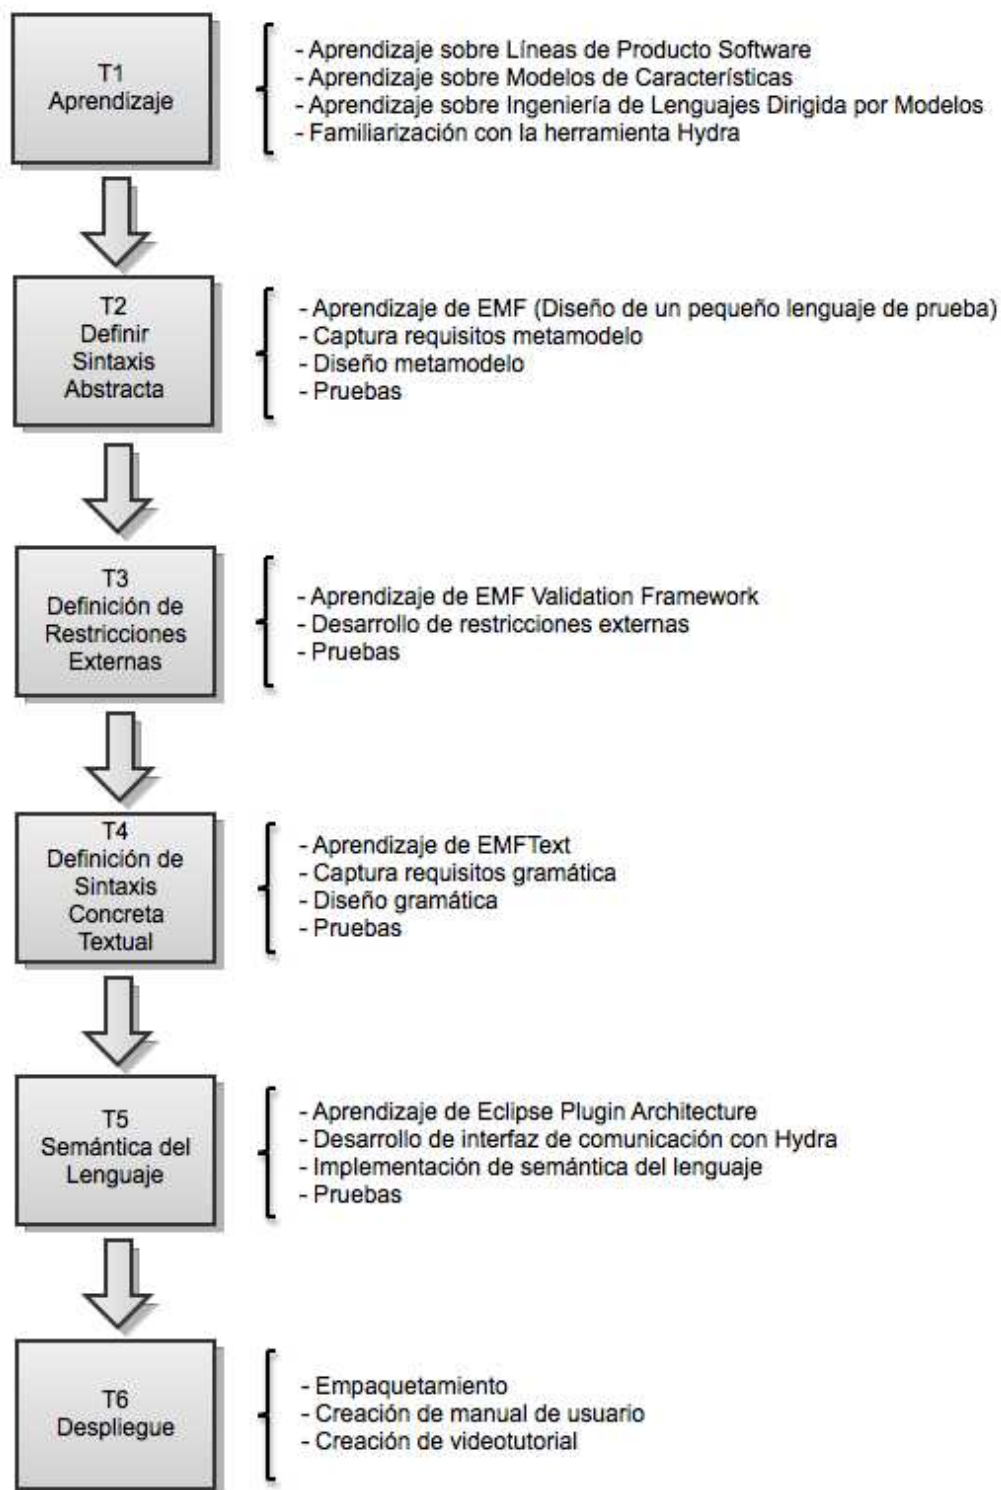 T1
Aprendizaje
- Aprendizaje sobre Líneas de Producto Software
- Aprendizaje sobre Modelos de Características
- Aprendizaje sobre Ingeniería de Lenguajes Dirigida por Modelos
- Familiarización con la herramienta Hydra
T2
Definir
Sintaxis
Abstracta
- Aprendizaje de EMF (Diseño de un pequeño lenguaje de prueba)
- Captura requisitos metamodelo
- Diseño metamodelo
- Pruebas
T3
Definición de
Restricciones
Externas
- Aprendizaje de EMF Validation Framework
- Desarrollo de restricciones externas
- Pruebas
T4
Definición de
Sintaxis
Concreta
Textual
- Aprendizaje de EMFText
- Captura requisitos gramática
- Diseño gramática
- Pruebas
T5
Semántica del
Lenguaje
- Aprendizaje de Eclipse Plugin Architecture
- Desarrollo de interfaz de comunicación con Hydra
- Implementación de semántica del lenguaje
- Pruebas
T6
Despliegue
- Empaquetamiento
- Creación de manual de usuario
- Creación de videotutorial